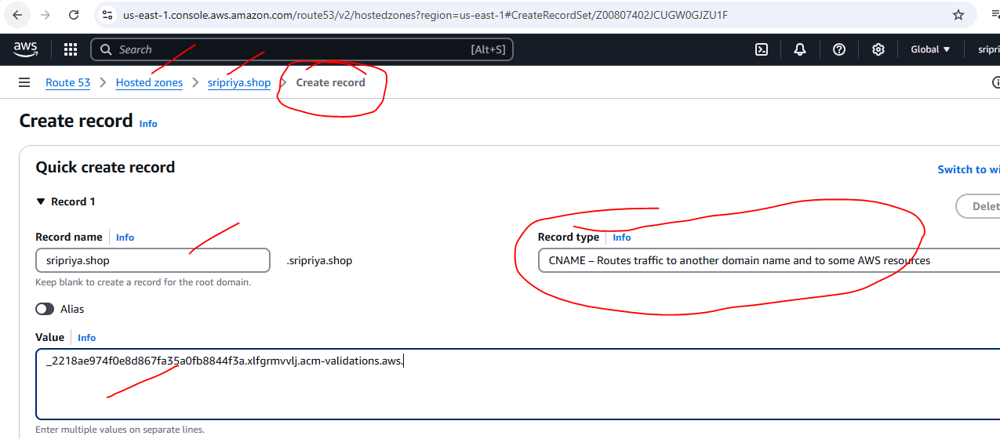 us-east-1.console.aws.amazon.com/route53/v2/hostedzones?region=us-east-1#CreateRecordSet/Z00807402JCUGW0GJZU1F
aws Search [Alt+S] Global ▼ sripri
Route 53 > Hosted zones > sripriya.shop > Create record
Create record Info
Quick create record
Switch to wi
▼ Record 1
Delet
Record name Info
Record type Info
sripriya.shop .sripriya.shop
CNAME – Routes traffic to another domain name and to some AWS resources
Keep blank to create a record for the root domain.
Alias
Value Info
_2218ae974f0e8d867fa35a0fb8844f3a.xlfgrmvvlj.acm-validations.aws.
Enter multiple values on separate lines.